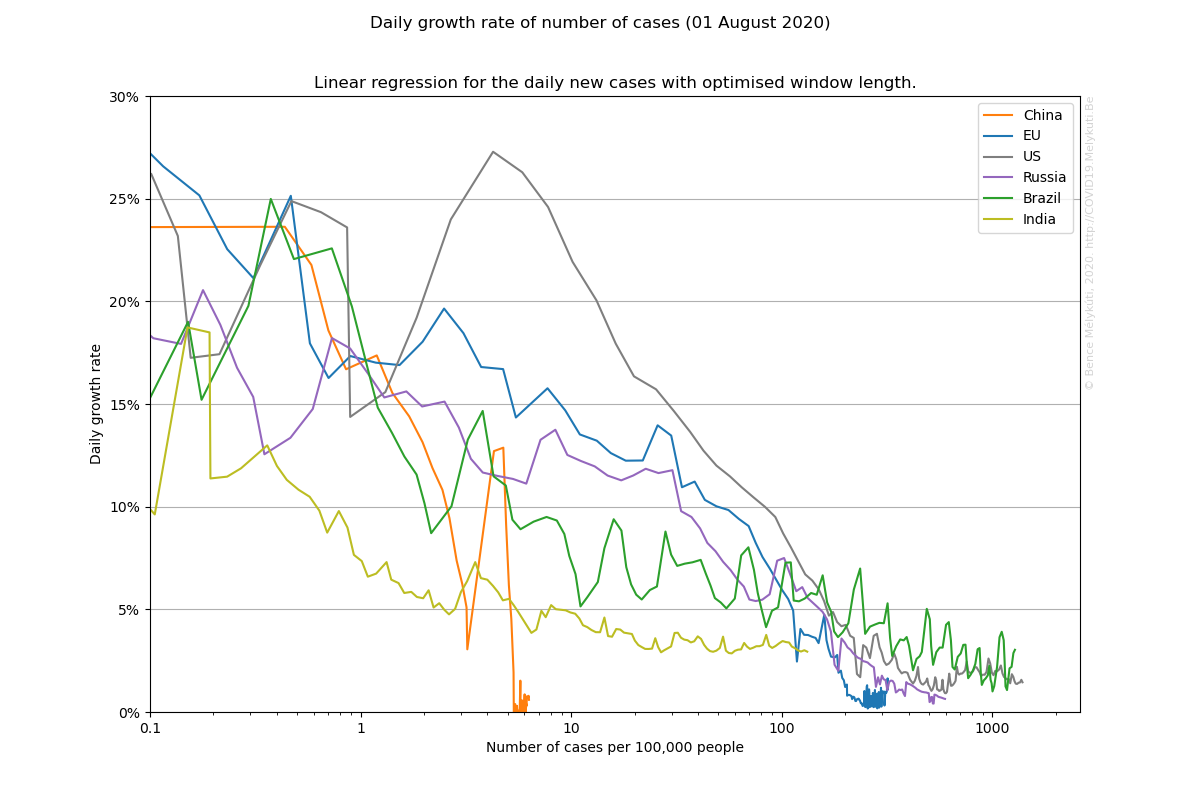 Daily growth rate of number of cases (01 August 2020)
Linear regression for the daily new cases with optimised window length.
30%
25%
20%
15%
10%
5%
0%
Daily growth rate
China
EU
US
Russia
Brazil
India
© Bence Mélykúti, 2020. http://COVID19.Melykuti.Be
0.1
1
10
100
1000
Number of cases per 100,000 people